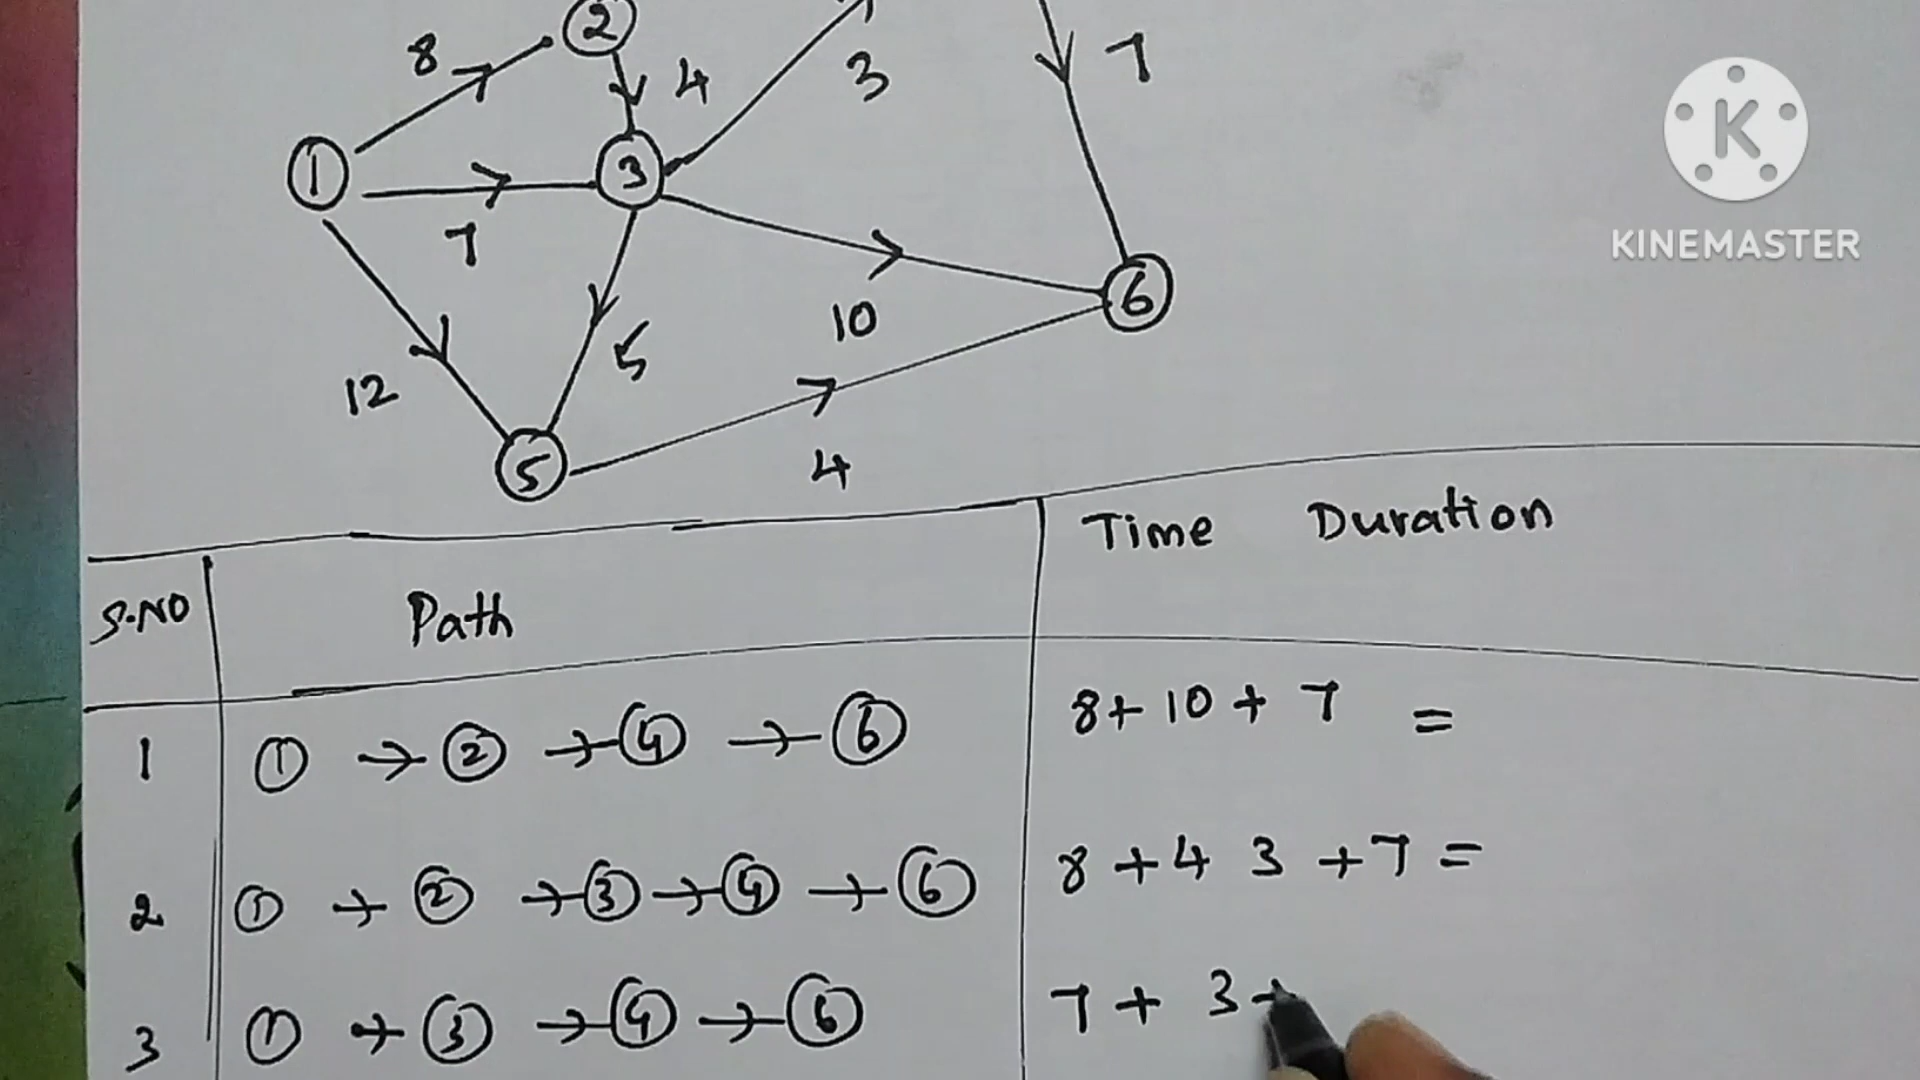 2
8
4
3
7
1
3
7
10
6
12
5
5
4
K
KINEMASTER
S.NO Path Time Duration
1 1 → 2 → 4 → 6 8+10+7 =
2 1 → 2 → 3 → 4 → 6 8+4 3 +7=
3 1 → 3 → 4 → 6 7+ 3+